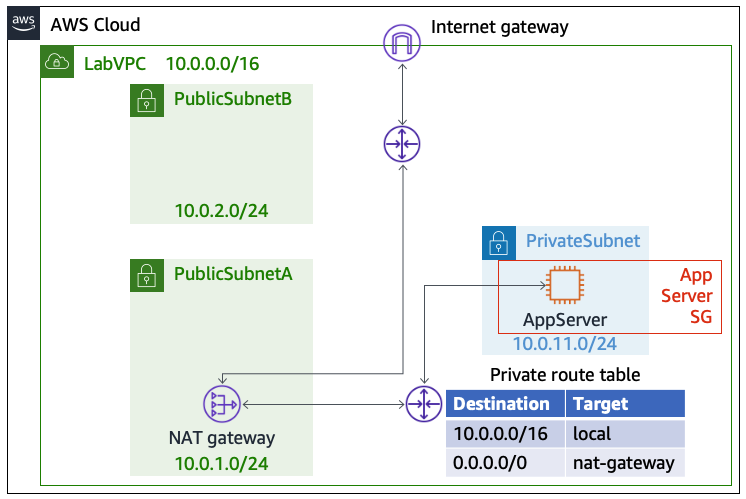 aws
AWS Cloud
Internet gateway
LabVPC 10.0.0.0/16
PublicSubnetB
10.0.2.0/24
PrivateSubnet
PublicSubnetA
App
Server
SG
AppServer
10.0.11.0/24
Private route table
Destination Target
10.0.0.0/16 local
0.0.0.0/0 nat-gateway
NAT gateway
10.0.1.0/24